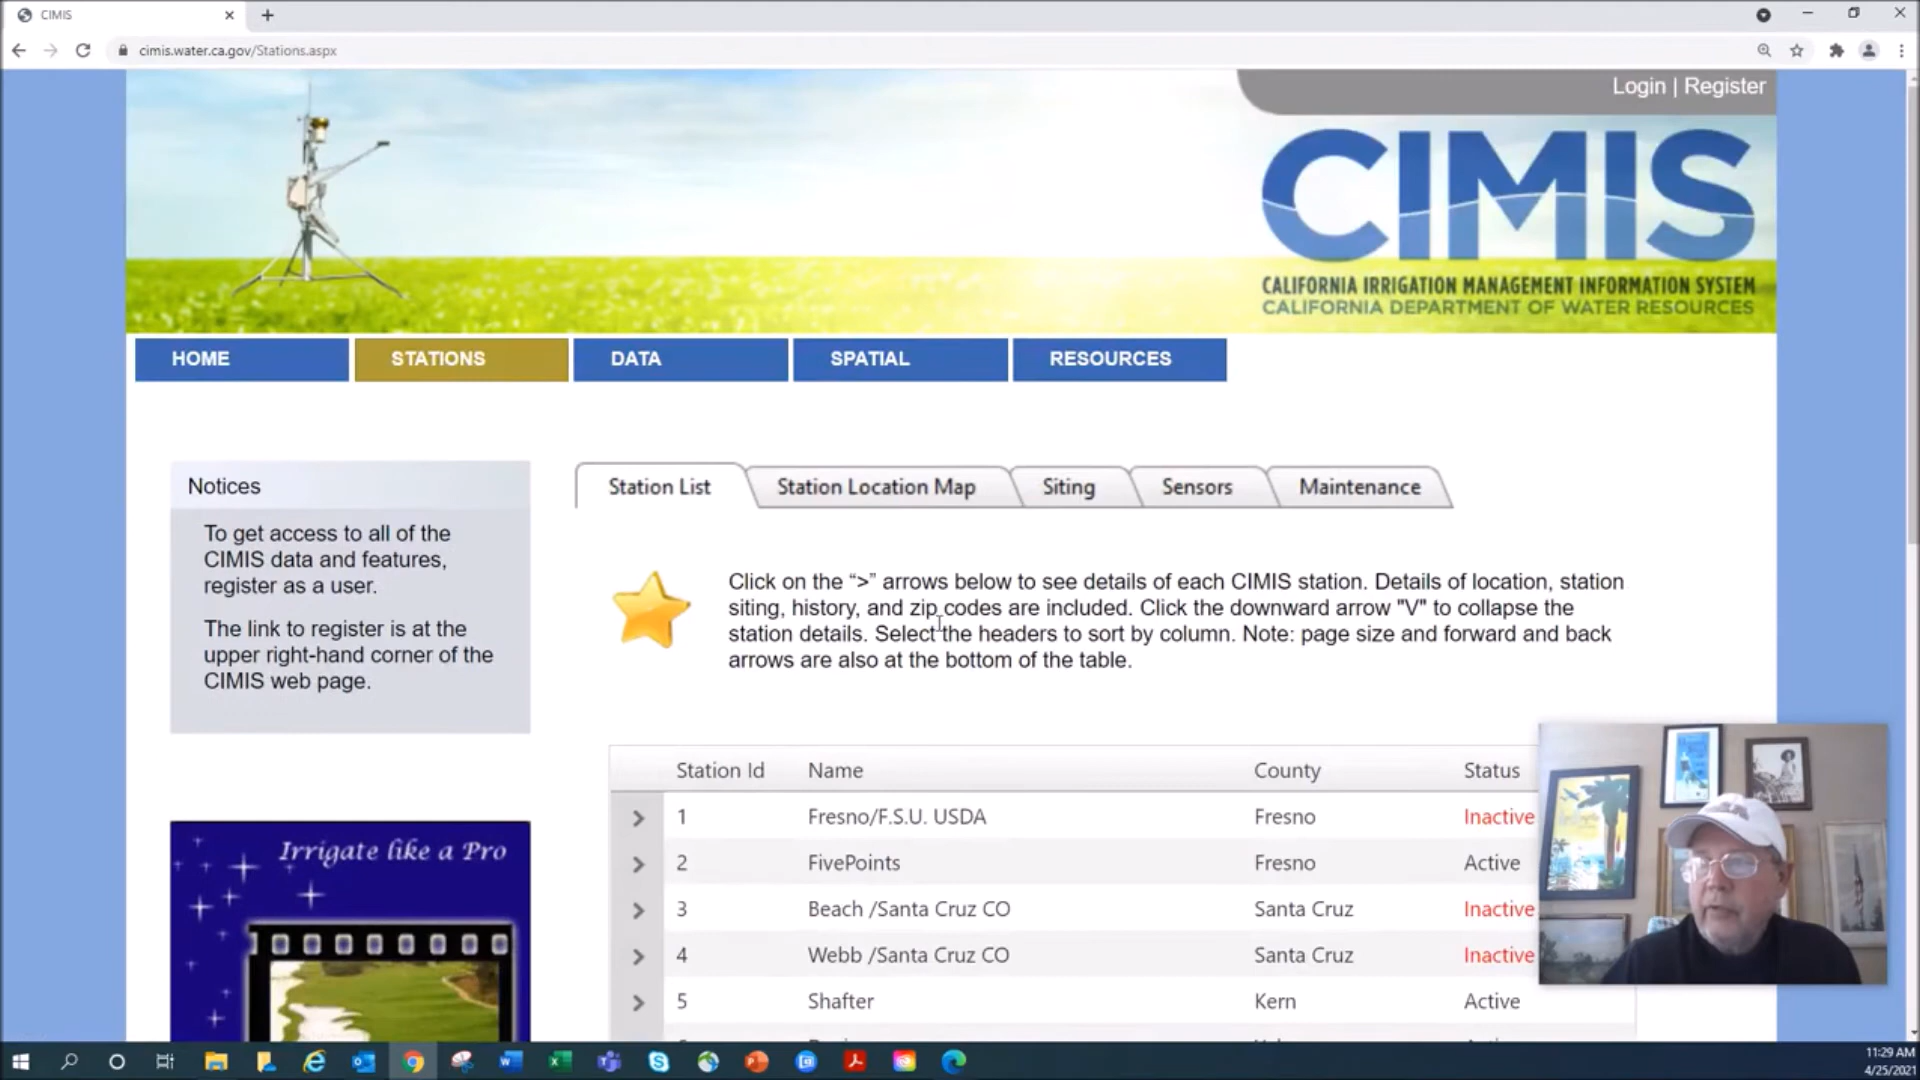 CIMIS
cimis.water.ca.gov/Stations.aspx
Login | Register
CIMIS
CALIFORNIA IRRIGATION MANAGEMENT INFORMATION SYSTEM
CALIFORNIA DEPARTMENT OF WATER RESOURCES
HOME
STATIONS
DATA
SPATIAL
RESOURCES
Notices
To get access to all of the
CIMIS data and features,
register as a user.
The link to register is at the
upper right-hand corner of the
CIMIS web page.
Irrigate like a Pro
Station List
Station Location Map
Siting
Sensors
Maintenance
Click on the “>” arrows below to see details of each CIMIS station. Details of location, station
siting, history, and zip codes are included. Click the downward arrow "V" to collapse the
station details. Select the headers to sort by column. Note: page size and forward and back
arrows are also at the bottom of the table.
Station Id Name County Status
1 Fresno/F.S.U. USDA Fresno Inactive
2 FivePoints Fresno Active
3 Beach /Santa Cruz CO Santa Cruz Inactive
4 Webb /Santa Cruz CO Santa Cruz Inactive
5 Shafter Kern Active
11:29 AM
4/25/2021